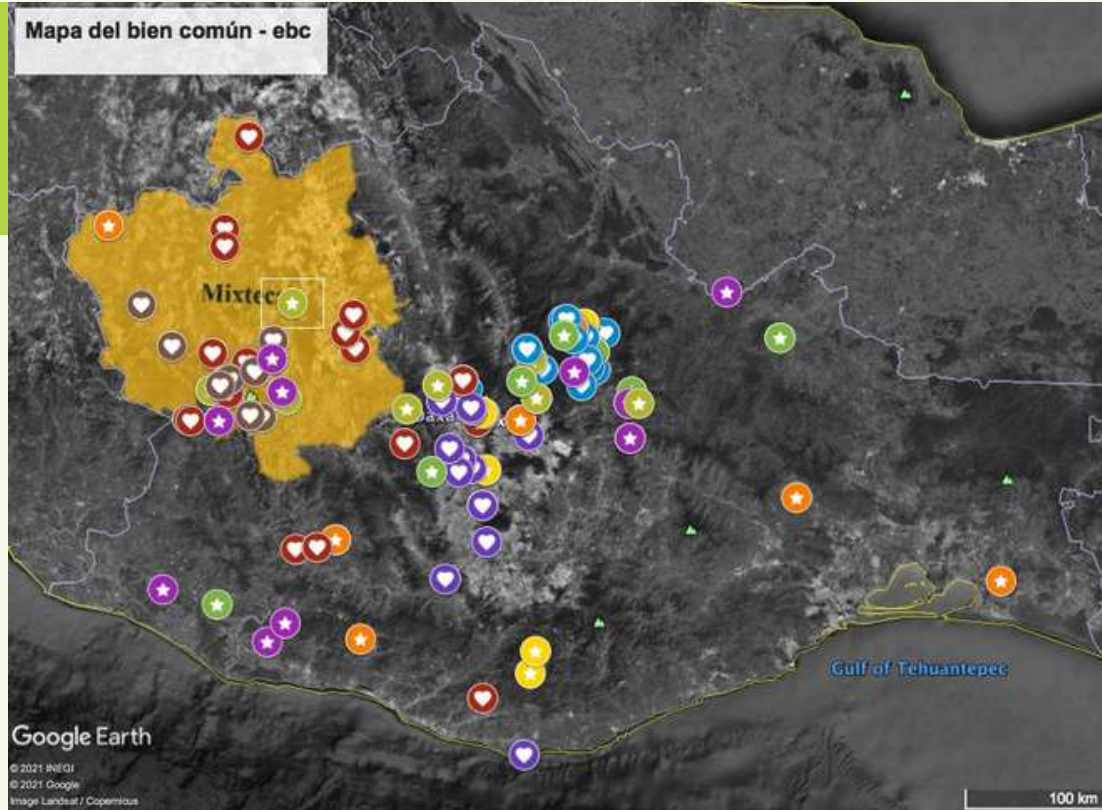 Mapa del bien común - ebc
Gulf of Tehuantepec
Google Earth
© 2021 INEGI
© 2021 Google
Image Landsat / Copernicus
100 km